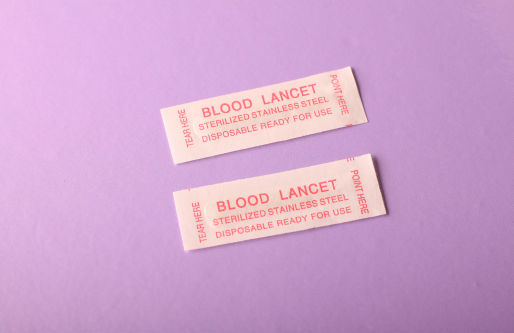 TEAR HERE
BLOOD LANCET
STERILIZED STAINLESS STEEL
DISPOSABLE READY FOR USE
POINT HERE
TEAR HERE
BLOOD LANCET
STERILIZED STAINLESS STEEL
DISPOSABLE READY FOR USE
POINT HERE